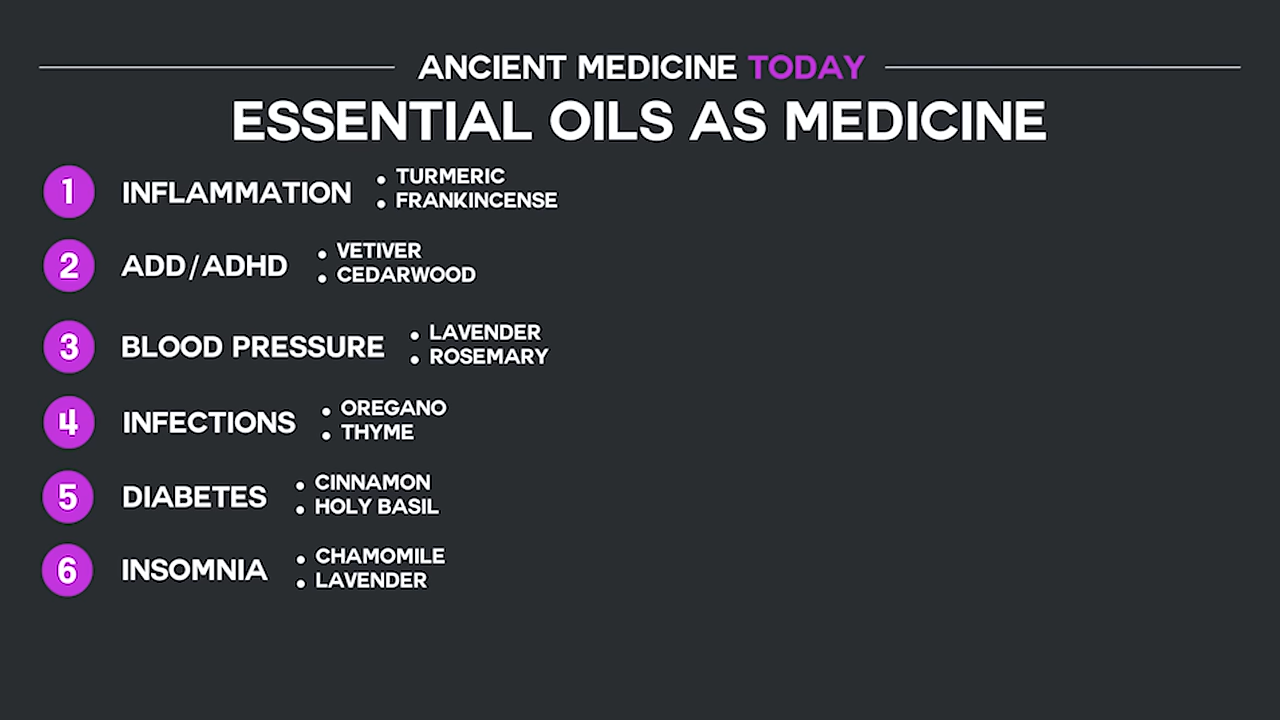 ANCIENT MEDICINE TODAY
ESSENTIAL OILS AS MEDICINE
1 INFLAMMATION
• TURMERIC
• FRANKINCENSE
2 ADD/ADHD
• VETIVER
• CEDARWOOD
3 BLOOD PRESSURE
• LAVENDER
• ROSEMARY
4 INFECTIONS
• OREGANO
• THYME
5 DIABETES
• CINNAMON
• HOLY BASIL
6 INSOMNIA
• CHAMOMILE
• LAVENDER